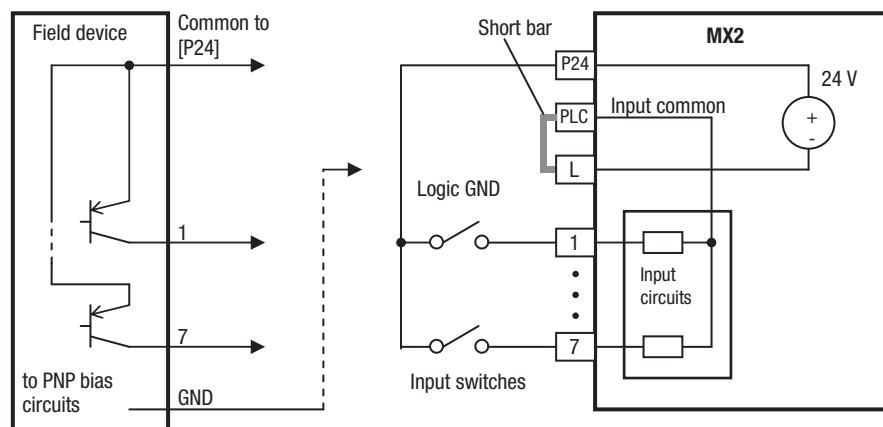 Field device
Common to
[P24]
1
7
to PNP bias
circuits
GND
Short bar
MX2
P24
24 V
PLC
Input common
+
-
L
Logic GND
1
Input
circuits
7
Input switches